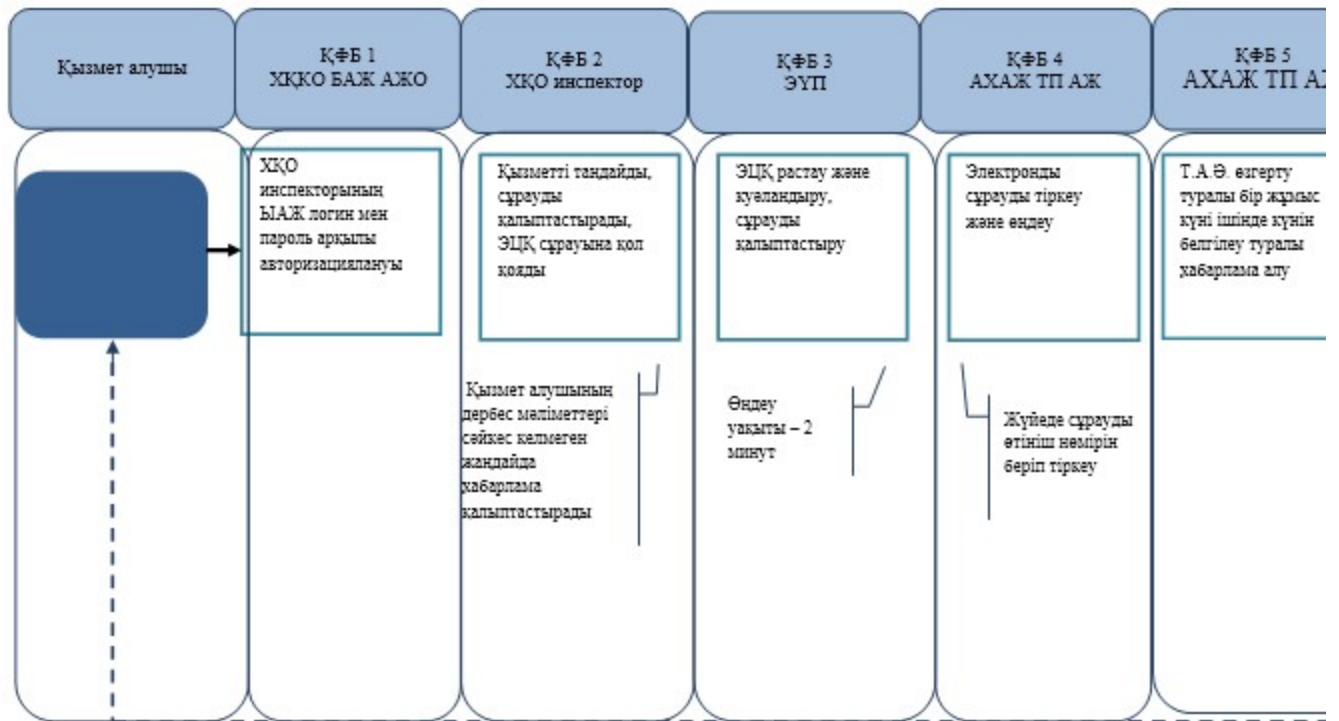 Қызмет алушы
ҚФБ 1
ХҚКО БАЖ АЖО
ҚФБ 2
ХҚО инспектор
ҚФБ 3
ЭҮП
ҚФБ 4
АХАЖ ТП АЖ
ҚФБ 5
АХАЖ ТП
ХҚО
инспекторының
ЫАЖ логин мен
пароль арқылы
авторизациялануы
Қызметті таңдайды,
сұрауды
қалыптастырады,
ЭЦҚ сұрауына қол
қояды
ЭЦҚ растау және
куәландыру,
сұрауды
қалыптастыру
Электронды
сұрауды тіркеу
және өңдеу
Т.А.Ә. өзгерту
туралы бір жұмыс
күні ішінде күнін
белгілеу туралы
хабарлама алу
Қызмет алушының
дербес мәліметтері
сәйкес келмеген
жағдайда
хабарлама
қалыптастырады
Өңдеу
уақыты – 2
минут
Жүйеде сұрауды
өтініш нөмірін
беріп тіркеу